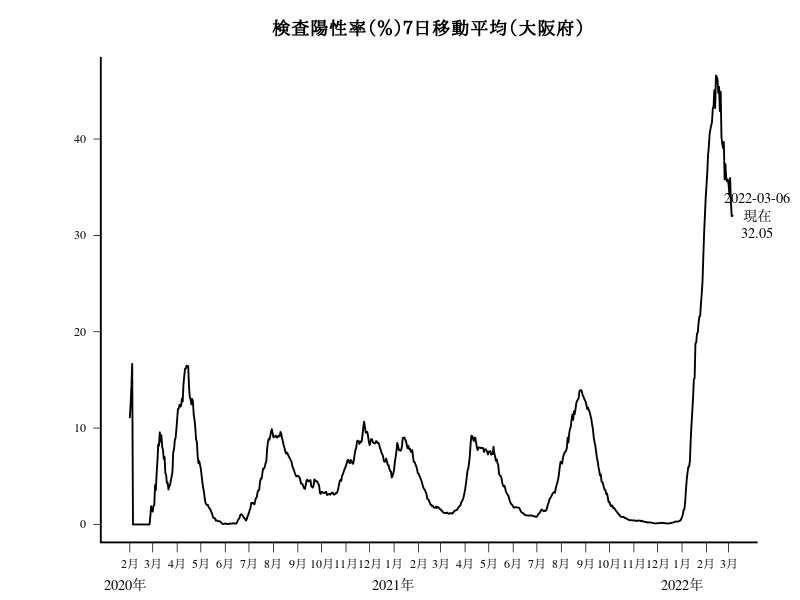 検査陽性率(%)7日移動平均(大阪府)
40
30
20
10
0
2022-03-06
現在
32.05
2月 3月 4月 5月 6月 7月 8月 9月 10月 11月 12月 1月 2月 3月 4月 5月 6月 7月 8月 9月 10月 11月 12月 1月 2月 3月
2020年 2021年 2022年